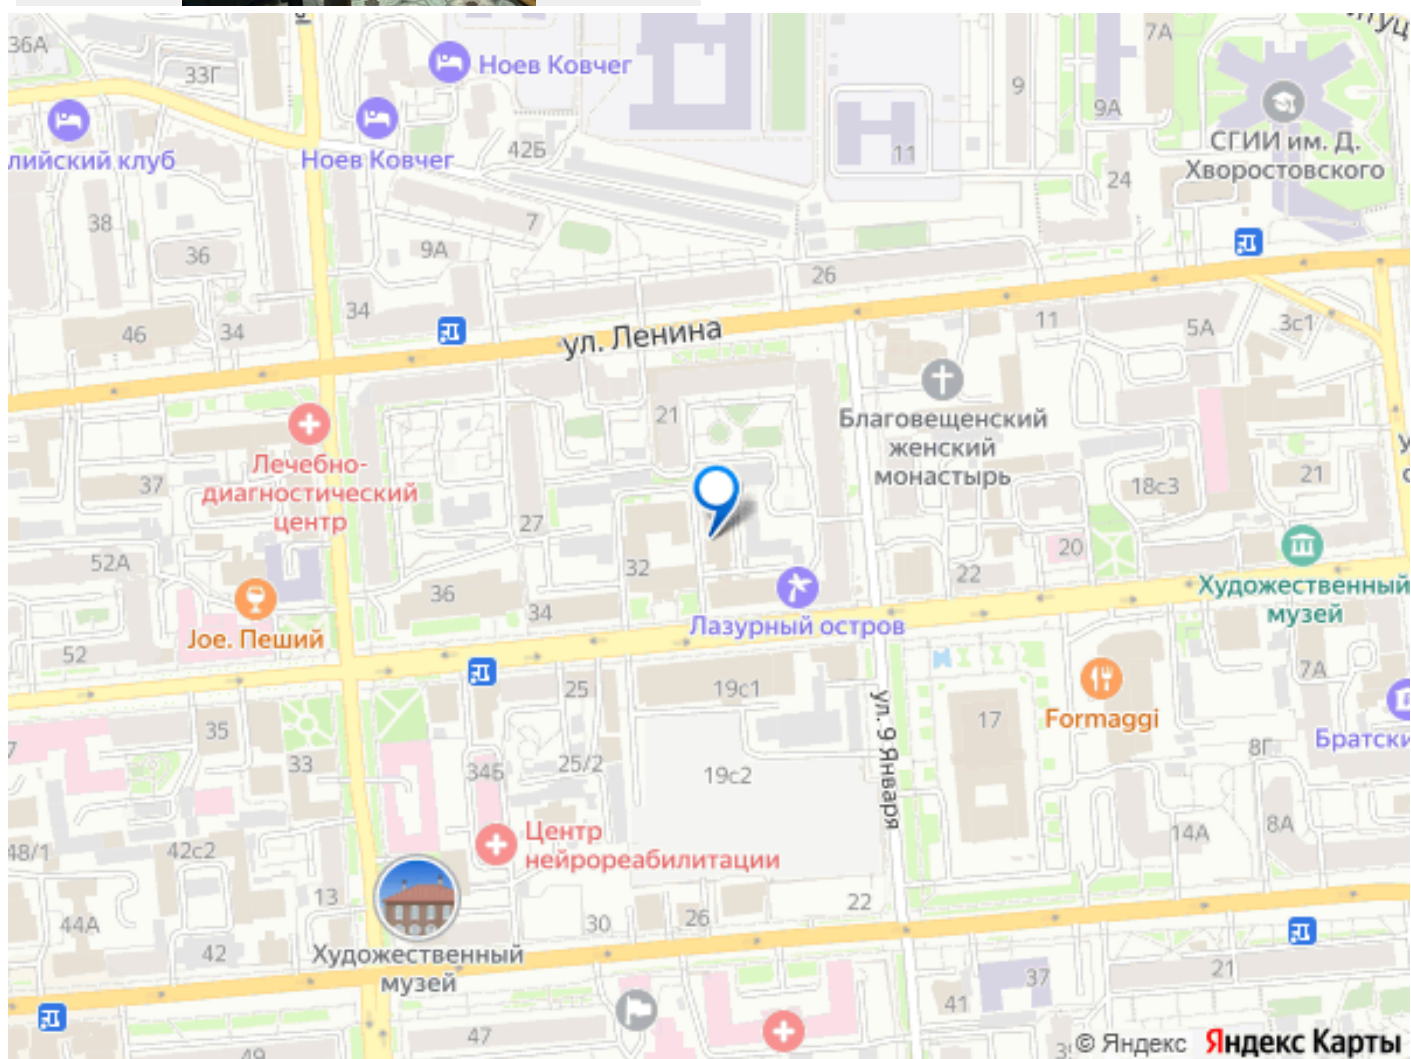 36А
33Г
Ноев Ковчег
7А
9
9А
лийский клуб
Ноев Ковчег
42Б
11
СГИИ им. Д.
Хворостовского
24
38
7
36
9А
26
34
46
34
ул. Ленина
11
5А
3с1
21
Благовещенский
женский
монастырь
Лечебно-
диагностический
центр
37
27
18с3
21
52А
32
20
22
36
34
Художественный
музей
Joe. Пеший
Лазурный остров
52
25
19с1
7А
35
17
Formaggi
ул. 9 Января
Братски
33
34Б
25/2
19с2
8Г
14А
8А
48/1
42с2
Центр
нейрореабилитации
13
44А
30
26
22
42
Художественный
музей
21
37
41
47
49
© Яндекс Яндекс Карты